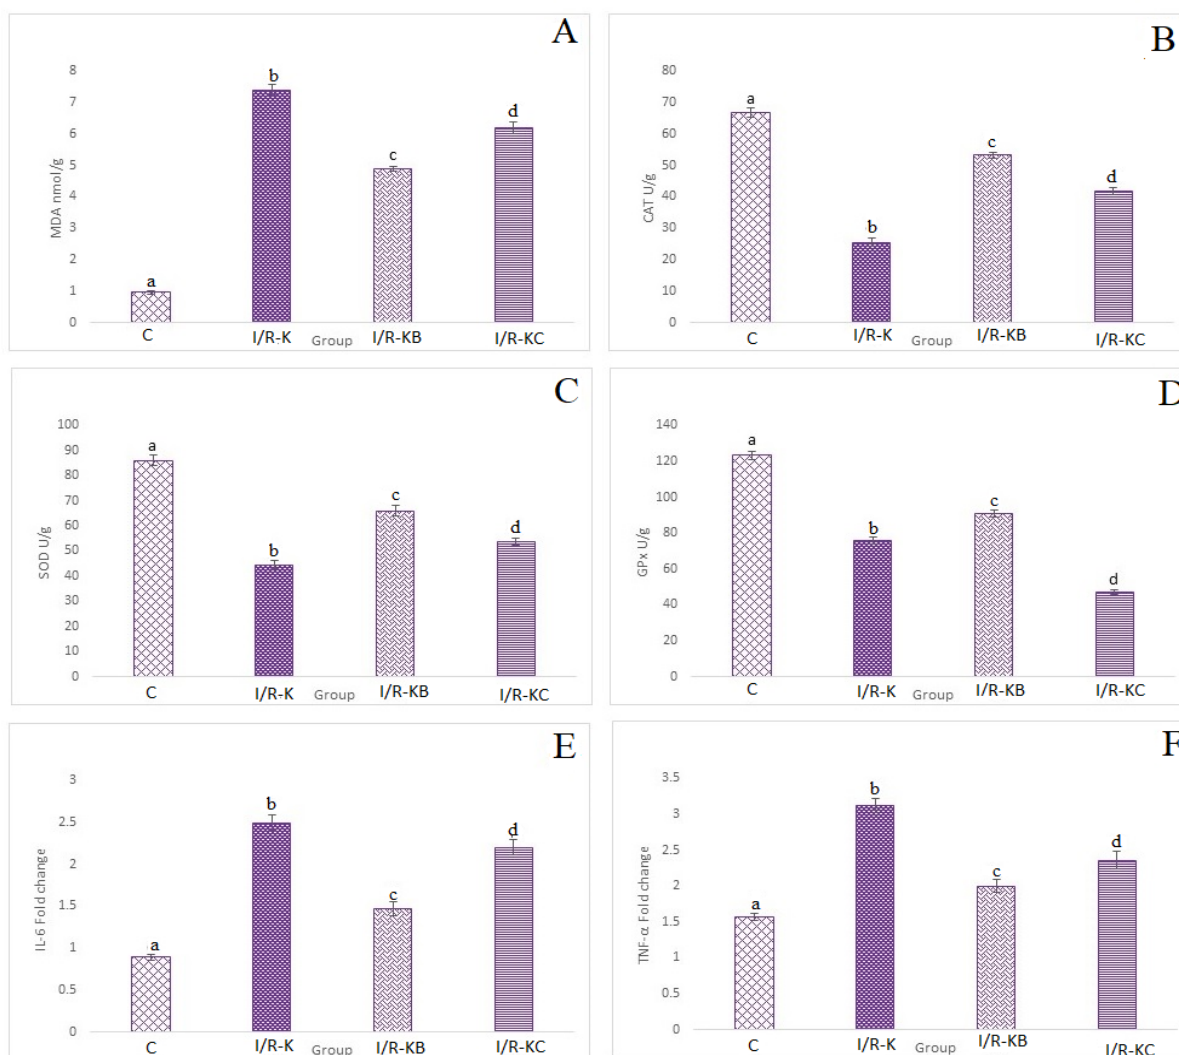 A
8
7
6
5
4
3
2
1
0
MDA nmol/g
a
b
c
d
C
I/R-K
Group
I/R-KB
I/R-KC
B
80
70
60
50
40
30
20
10
0
CAT U/g
a
b
c
d
C
I/R-K
Group
I/R-KB
I/R-KC
C
100
90
80
70
60
50
40
30
20
10
0
SOD U/g
a
b
c
d
C
I/R-K
Group
I/R-KB
I/R-KC
D
140
120
100
80
60
40
20
0
GPx U/g
a
b
c
d
C
I/R-K
Group
I/R-KB
I/R-KC
E
3
2.5
2
1.5
1
0.5
0
IL-6 Fold change
a
b
c
d
C
I/R-K
Group
I/R-KB
I/R-KC
F
3.5
3
2.5
2
1.5
1
0.5
0
TNF-α Fold change
a
b
c
d
C
I/R-K
Group
I/R-KB
I/R-KC